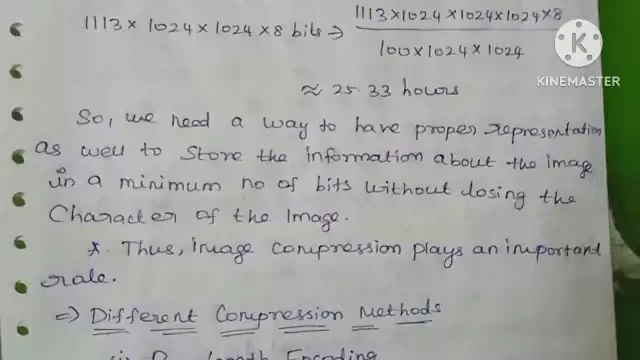 1113 × 1024 × 1024 × 8 bits ⇒ 1113×1024×1024×1024×8
100×1024×1024
≈ 25.33 hours
So, we need a way to have proper representation
as well to store the information about the image
in a minimum no of bits without losing the
Character of the Image.
*. Thus, image compression plays an important
role.
⇒ Different Compression Methods
length Encoding
KINEMASTER